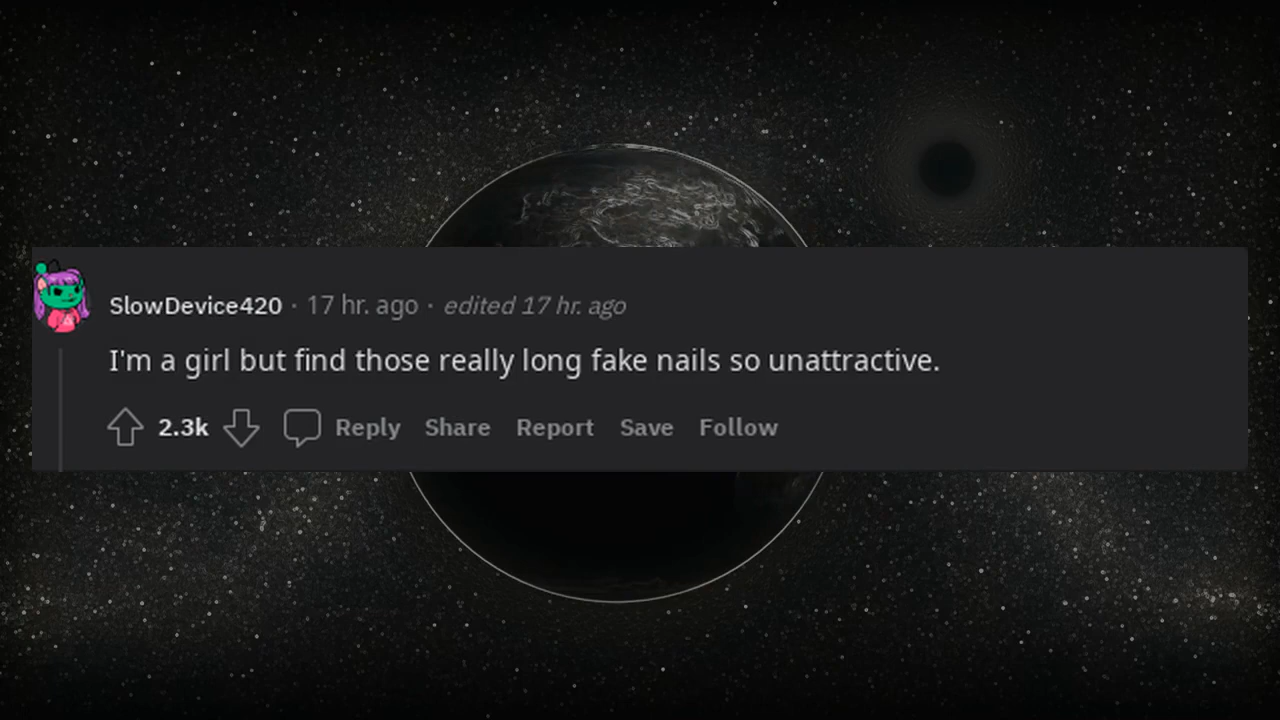 SlowDevice420 · 17 hr. ago · edited 17 hr. ago
I'm a girl but find those really long fake nails so unattractive.
2.3k Reply Share Report Save Follow